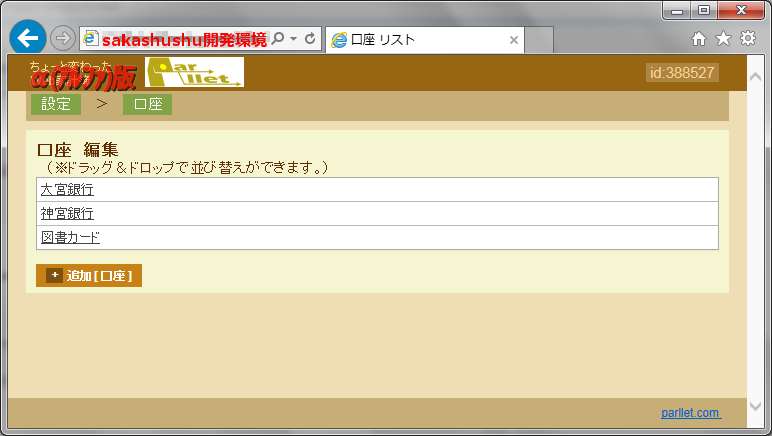 sakashushu開発環境
口座 リスト
ちょーと変わった
α(アルファ)版
Parllet
id:388527
設定 > 口座
口座 編集
(※ドラッグ&ドロップで並び替えができます。)
大宮銀行
神宮銀行
図書カード
+ 追加[口座]
parllet.com